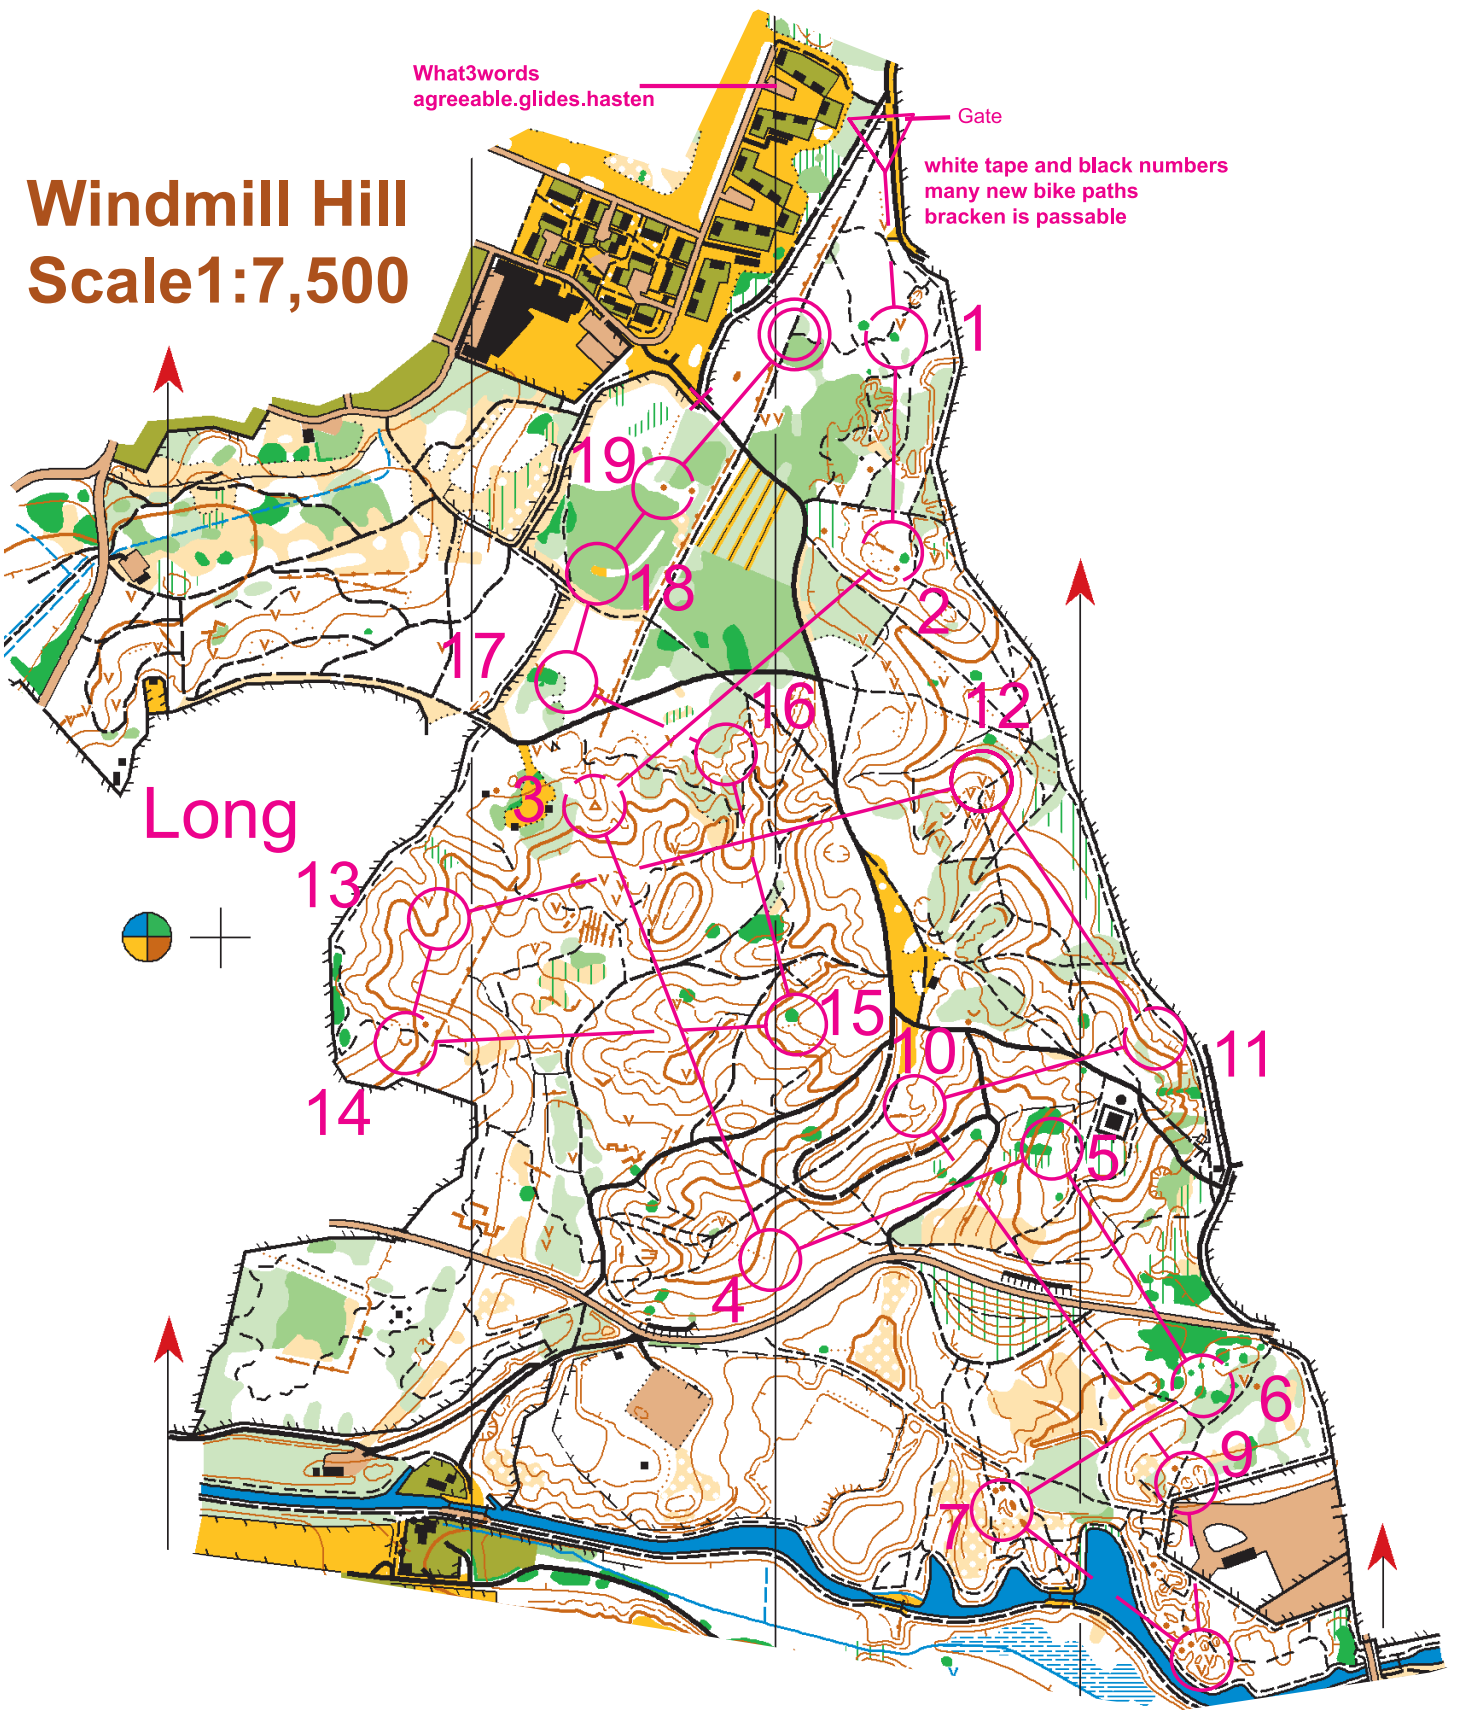 What3words
agreeable.glides.hasten
Gate
white tape and black numbers
many new bike paths
bracken is passable
Windmill Hill
Scale1:7,500
1
19
18
2
17
16
12
3
Long
13
15
10
11
14
5
4
6
9
7